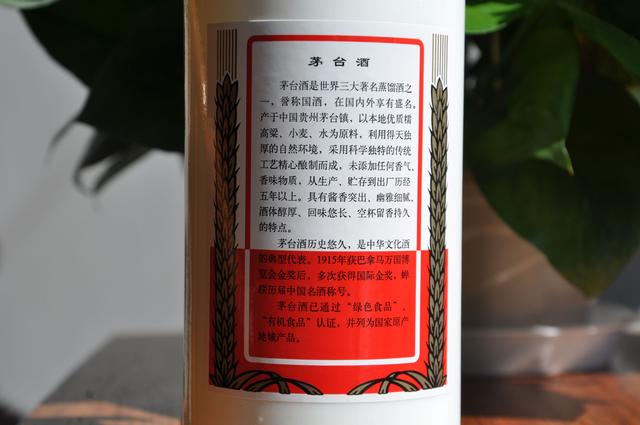 茅台酒
茅台酒是世界三大著名蒸馏酒之
一，誉称国酒，在国内外享有盛名。
产于中国贵州茅台镇，以本地优质糯
高粱、小麦、水为原料，利用得天独
厚的自然环境，采用科学独特的传统
工艺精心酿制而成，未添加任何香气、
香味物质，从生产、贮存到出厂历经
五年以上。具有酱香突出、幽雅细腻、
酒体醇厚、回味悠长、空杯留香持久
的特点。
茅台酒历史悠久，是中华文化酒
的典型代表。1915年获巴拿马万国博
览会金奖后，多次获得国际金奖，蝉
联历届中国名酒称号。
茅台酒已通过“绿色食品”、
“有机食品”认证，并列为国家原产
地域产品。